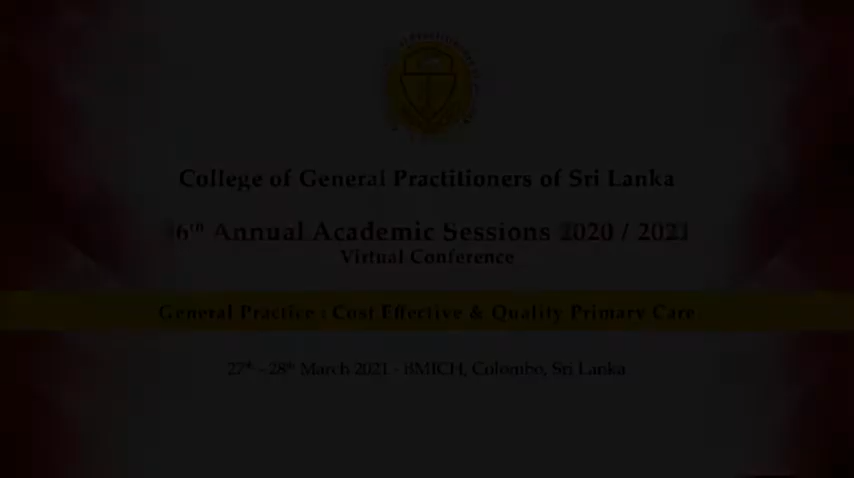 College of General Practitioners of Sri Lanka
6th Annual Academic Sessions 2020 / 2021
Virtual Conference
General Practice : Cost Effective & Quality Primary Care
27th - 28th March 2021 - BMICH, Colombo, Sri Lanka